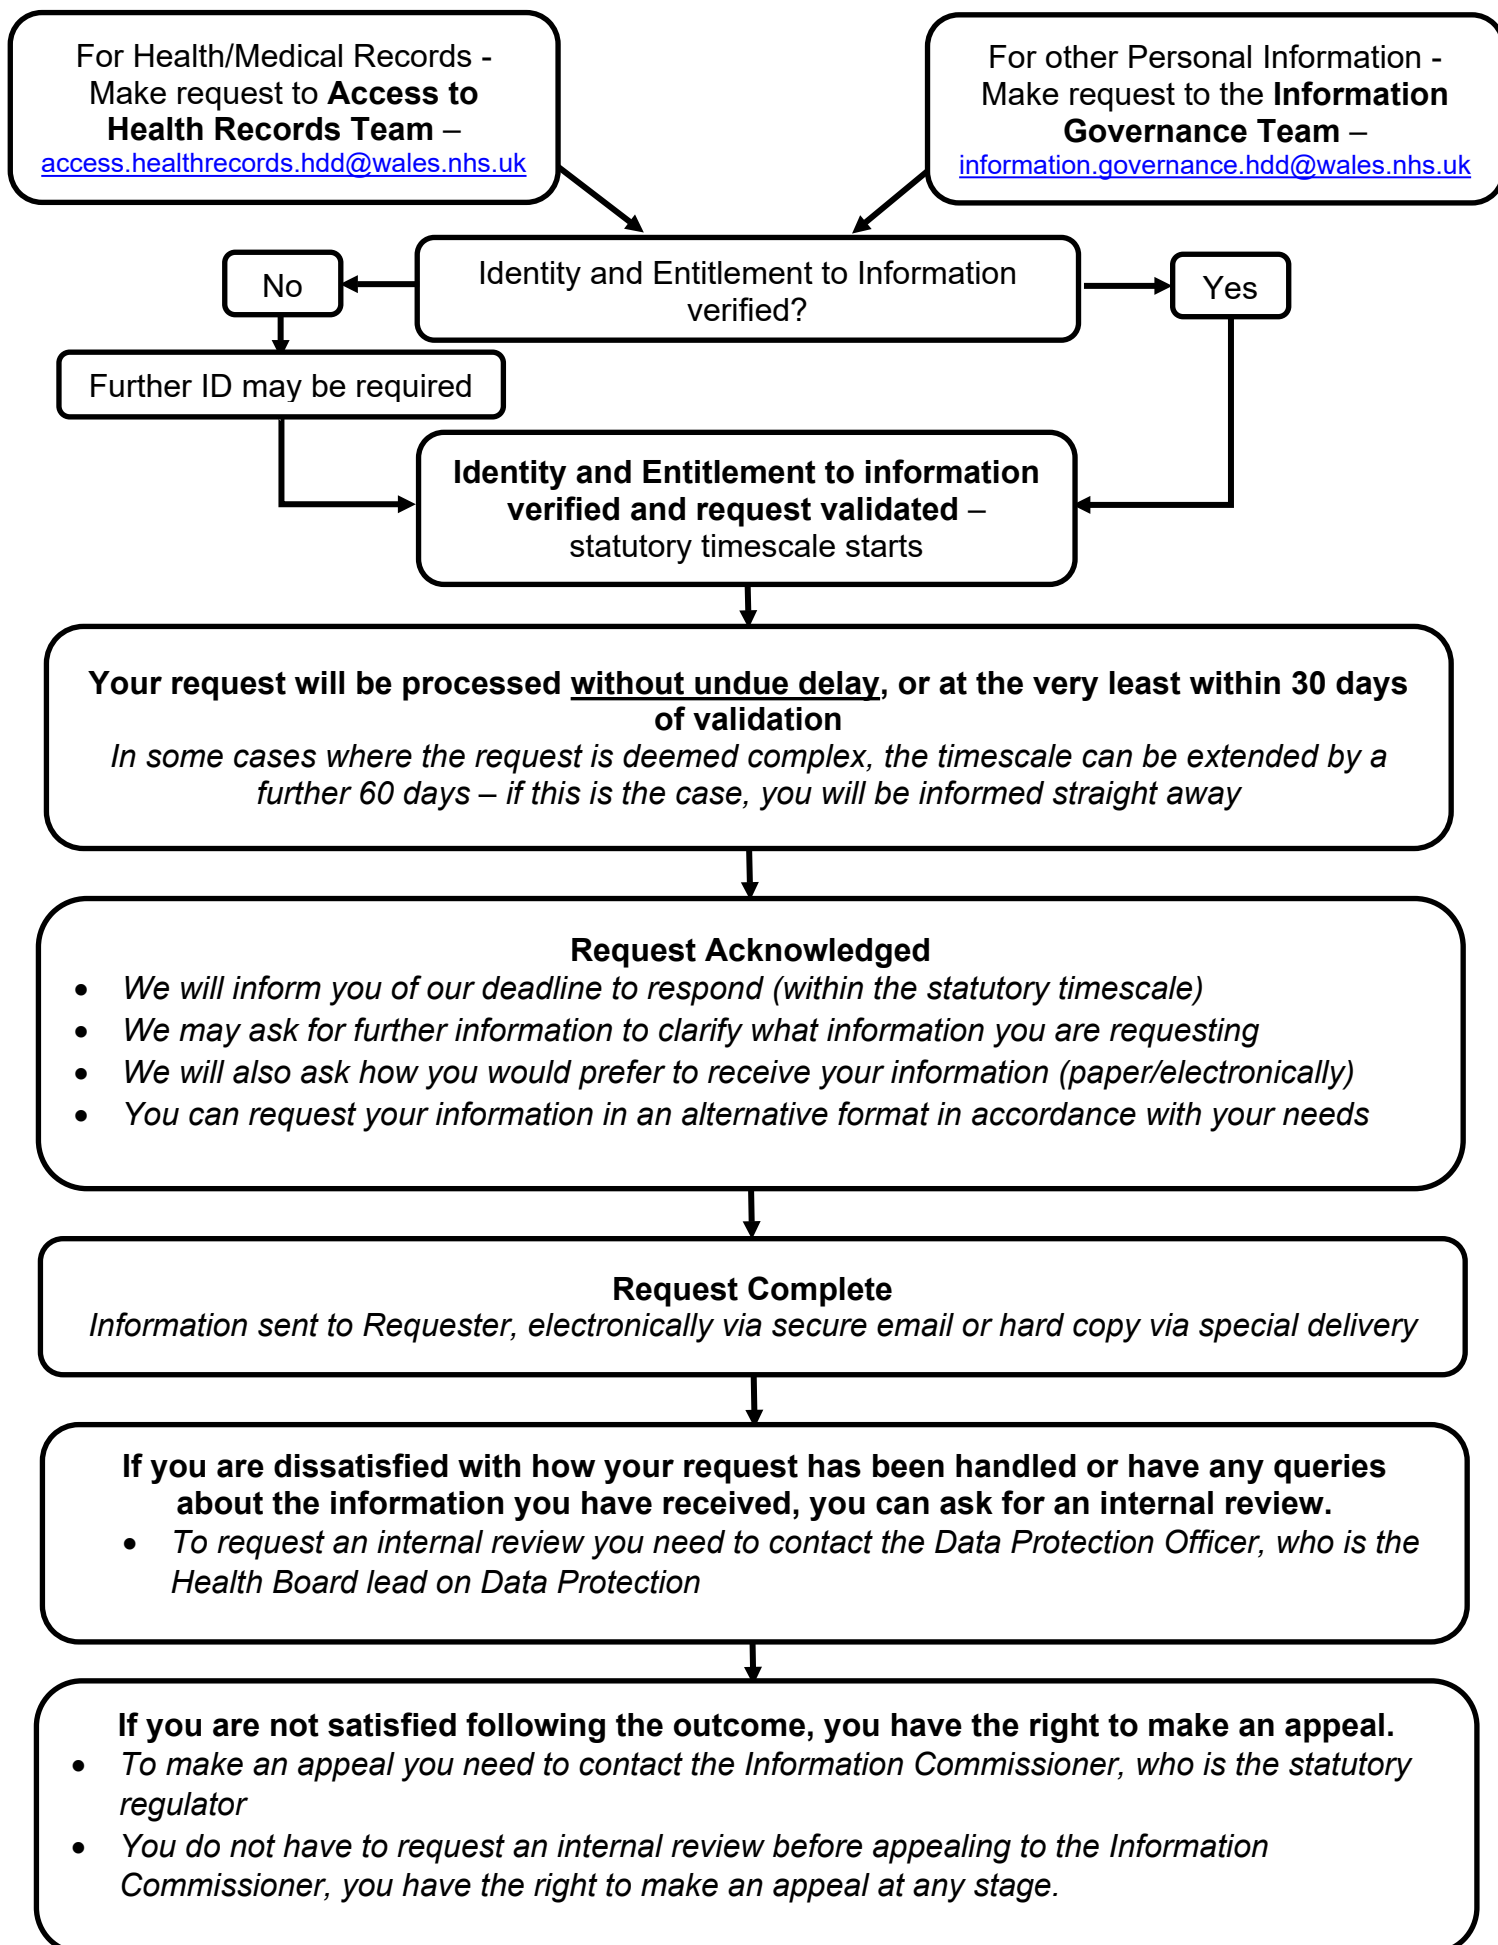 For Health/Medical Records -
Make request to Access to
Health Records Team –
access.healthrecords.hdd@wales.nhs.uk
For other Personal Information -
Make request to the Information
Governance Team –
information.governance.hdd@wales.nhs.uk
No
Identity and Entitlement to Information
verified?
Yes
Further ID may be required
Identity and Entitlement to information
verified and request validated –
statutory timescale starts
Your request will be processed without undue delay, or at the very least within 30 days
of validation
In some cases where the request is deemed complex, the timescale can be extended by a
further 60 days – if this is the case, you will be informed straight away
Request Acknowledged
• We will inform you of our deadline to respond (within the statutory timescale)
• We may ask for further information to clarify what information you are requesting
• We will also ask how you would prefer to receive your information (paper/electronically)
• You can request your information in an alternative format in accordance with your needs
Request Complete
Information sent to Requester, electronically via secure email or hard copy via special delivery
If you are dissatisfied with how your request has been handled or have any queries
about the information you have received, you can ask for an internal review.
• To request an internal review you need to contact the Data Protection Officer, who is the
Health Board lead on Data Protection
If you are not satisfied following the outcome, you have the right to make an appeal.
• To make an appeal you need to contact the Information Commissioner, who is the statutory
regulator
• You do not have to request an internal review before appealing to the Information
Commissioner, you have the right to make an appeal at any stage.